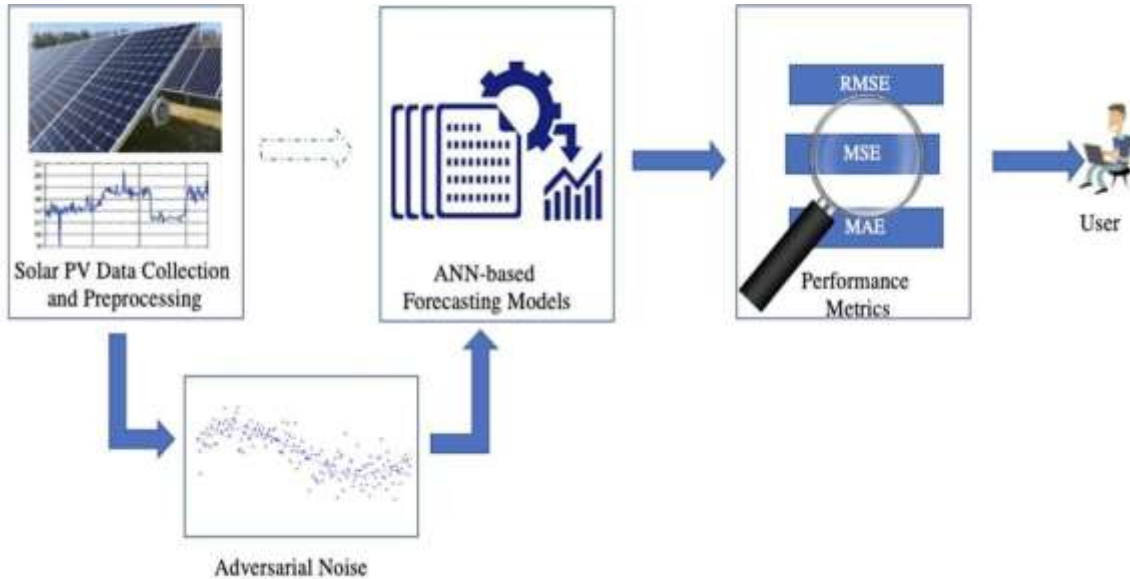 Solar PV Data Collection
and Preprocessing
ANN-based
Forecasting Models
RMSE
MSE
MAE
Performance
Metrics
User
Adversarial Noise